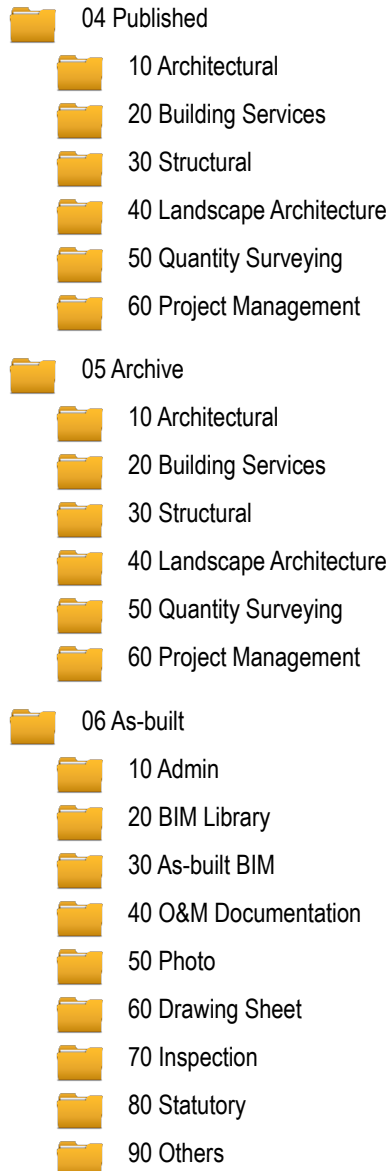 04 Published
10 Architectural
20 Building Services
30 Structural
40 Landscape Architecture
50 Quantity Surveying
60 Project Management
05 Archive
10 Architectural
20 Building Services
30 Structural
40 Landscape Architecture
50 Quantity Surveying
60 Project Management
06 As-built
10 Admin
20 BIM Library
30 As-built BIM
40 O&M Documentation
50 Photo
60 Drawing Sheet
70 Inspection
80 Statutory
90 Others